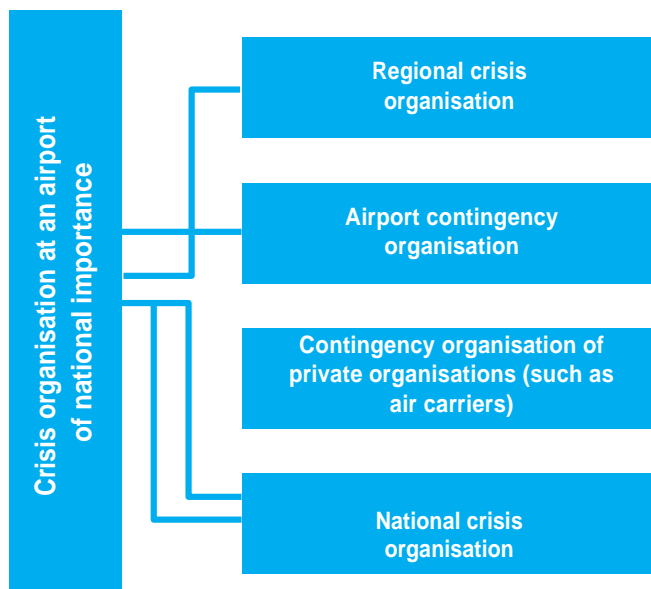 Crisis organisation at an airport
of national importance
Regional crisis
organisation
Airport contingency
organisation
Contingency organisation of
private organisations (such as
air carriers)
National crisis
organisation